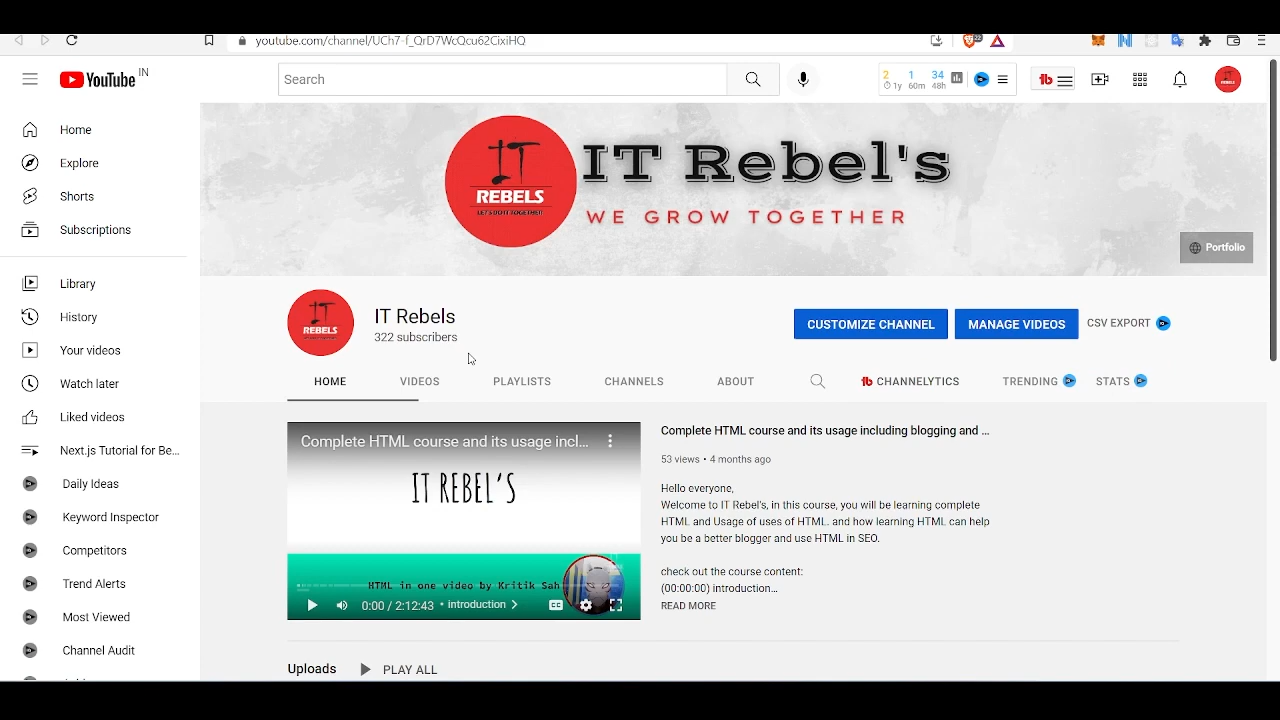 youtube.com/channel/UCh7-f_QrD7WcQcu62CixiHQ
YouTube IN
Search
2 1 34
1y 60m 48h
Home
Explore
Shorts
Subscriptions
Library
History
Your videos
Watch later
Liked videos
Next.js Tutorial for Be...
Daily Ideas
Keyword Inspector
Competitors
Trend Alerts
Most Viewed
Channel Audit
IT
REBELS
LET'S DO IT TOGETHER
IT Rebel's
WE GROW TOGETHER
Portfolio
IT
REBELS
IT Rebels
322 subscribers
CUSTOMIZE CHANNEL
MANAGE VIDEOS
CSV EXPORT
HOME
VIDEOS
PLAYLISTS
CHANNELS
ABOUT
tb CHANNELYTICS
TRENDING
STATS
Complete HTML course and its usage incl...
IT REBEL'S
HTML in one video by Kritik Sah
0:00 / 2:12:43 • introduction
CC
Complete HTML course and its usage including blogging and ...
53 views • 4 months ago
Hello everyone,
Welcome to IT Rebel's, in this course, you will be learning complete
HTML and Usage of uses of HTML. and how learning HTML can help
you be a better blogger and use HTML in SEO.
check out the course content:
(00:00:00) introduction...
READ MORE
Uploads
PLAY ALL